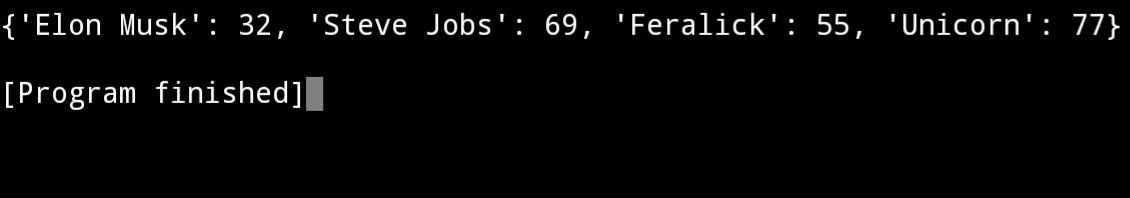 {'Elon Musk': 32, 'Steve Jobs': 69, 'Feralick': 55, 'Unicorn': 77}
[Program finished]